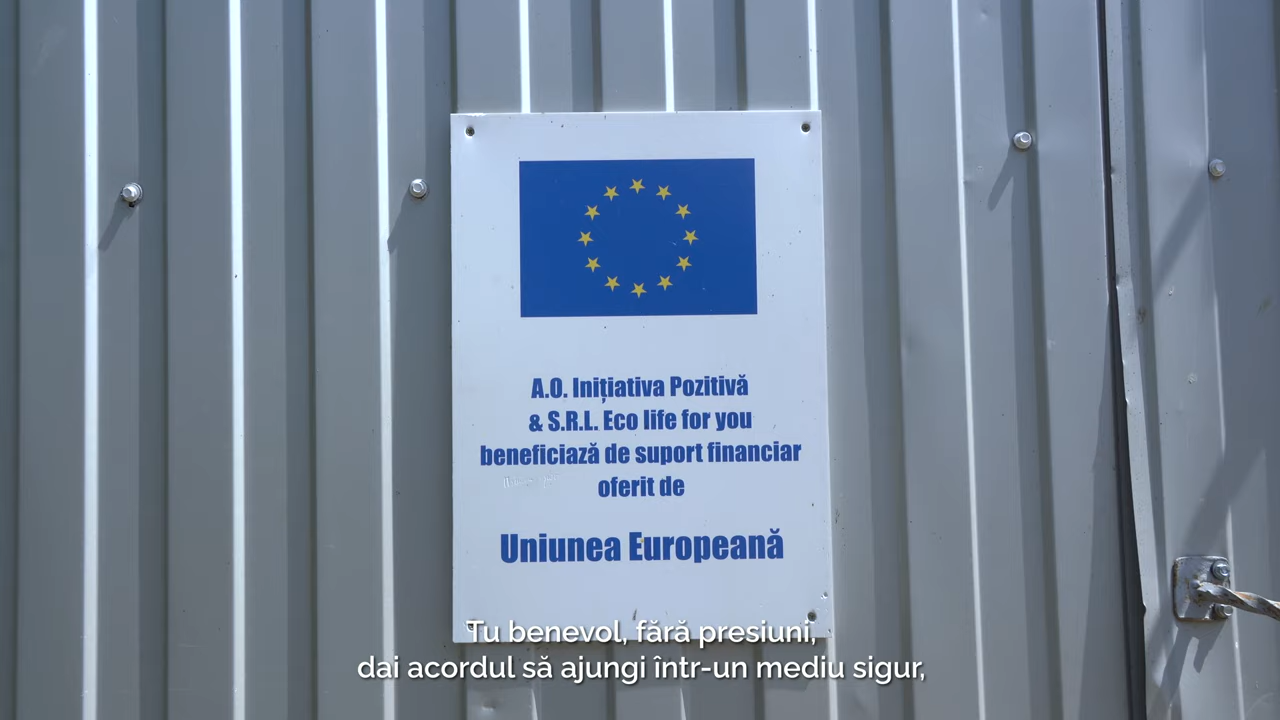 A.O. Inițiativa Pozitivă
& S.R.L. Eco life for you
beneficiază de suport financiar
oferit de
Uniunea Europeană
Tu benevol, fără presiuni,
dai acordul să ajungi într-un mediu sigur,